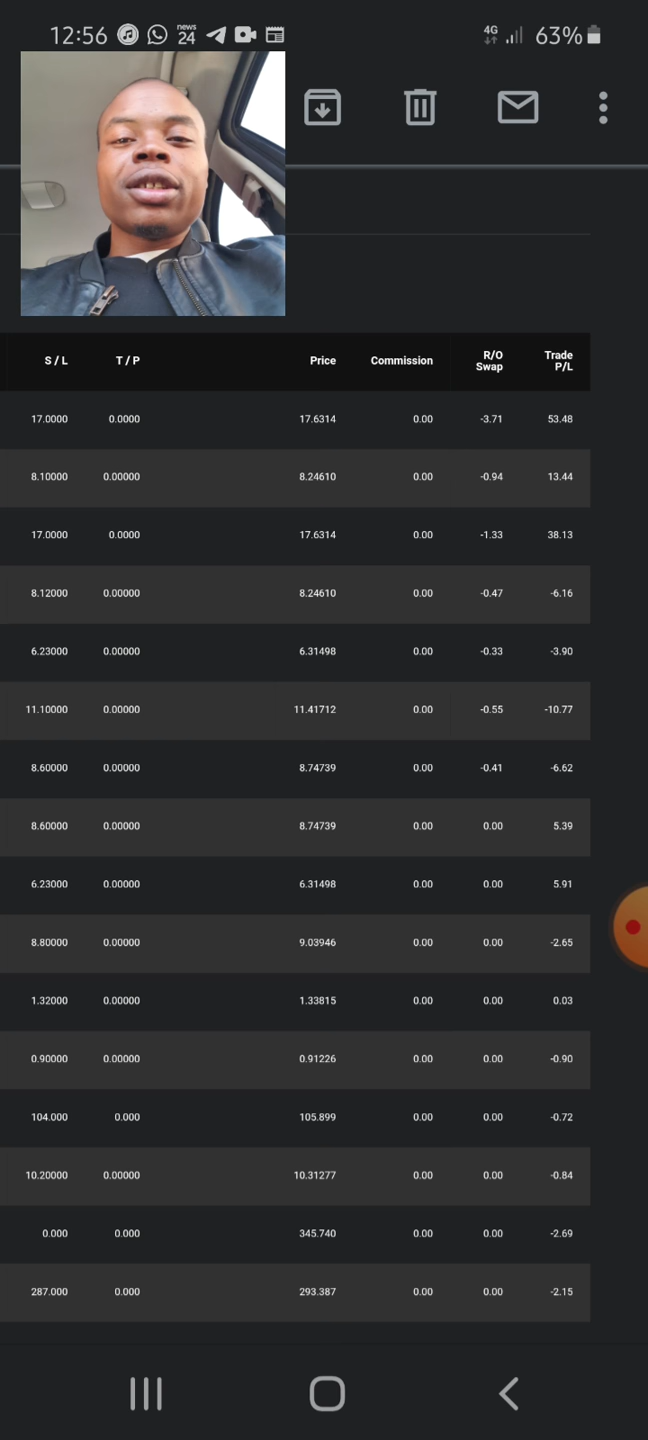 12:56 news 24 4G 63%
S / L T / P Price Commission R/O Swap Trade P/L
17.0000 0.0000 17.6314 0.00 -3.71 53.48
8.10000 0.00000 8.24610 0.00 -0.94 13.44
17.0000 0.0000 17.6314 0.00 -1.33 38.13
8.12000 0.00000 8.24610 0.00 -0.47 -6.16
6.23000 0.00000 6.31498 0.00 -0.33 -3.90
11.10000 0.00000 11.41712 0.00 -0.55 -10.77
8.60000 0.00000 8.74739 0.00 -0.41 -6.62
8.60000 0.00000 8.74739 0.00 0.00 5.39
6.23000 0.00000 6.31498 0.00 0.00 5.91
8.80000 0.00000 9.03946 0.00 0.00 -2.65
1.32000 0.00000 1.33815 0.00 0.00 0.03
0.90000 0.00000 0.91226 0.00 0.00 -0.90
104.000 0.000 105.899 0.00 0.00 -0.72
10.20000 0.00000 10.31277 0.00 0.00 -0.84
0.000 0.000 345.740 0.00 0.00 -2.69
287.000 0.000 293.387 0.00 0.00 -2.15